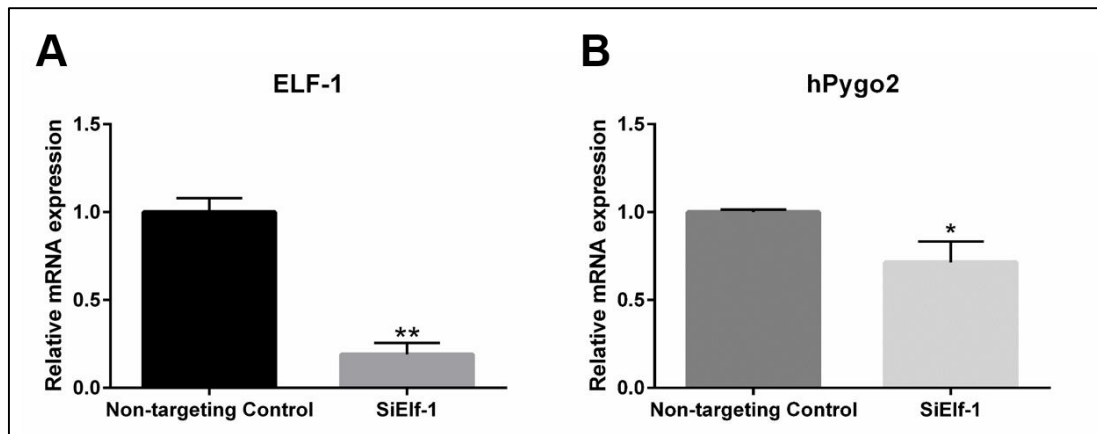 A
ELF-1
Relative mRNA expression
1.5
1.0
0.5
0.0
**
Non-targeting Control
SiElf-1
B
hPygo2
Relative mRNA expression
1.5
1.0
0.5
0.0
*
Non-targeting Control
SiElf-1